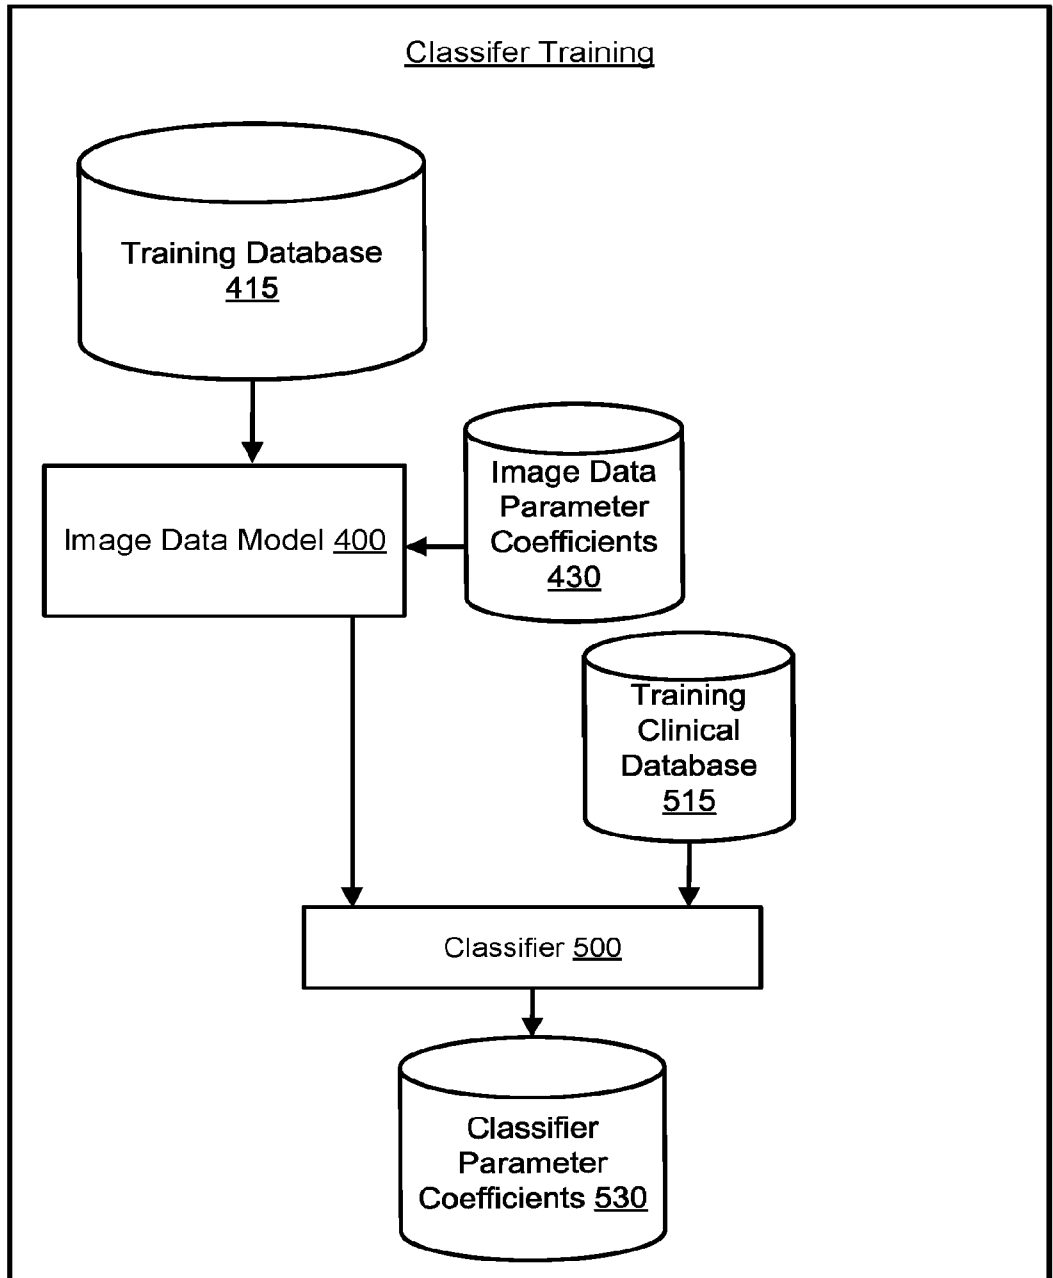 Classifer Training
Training Database
415
Image Data
Parameter
Coefficients
430
Image Data Model 400
Training
Clinical
Database
515
Classifier 500
Classifier
Parameter
Coefficients 530